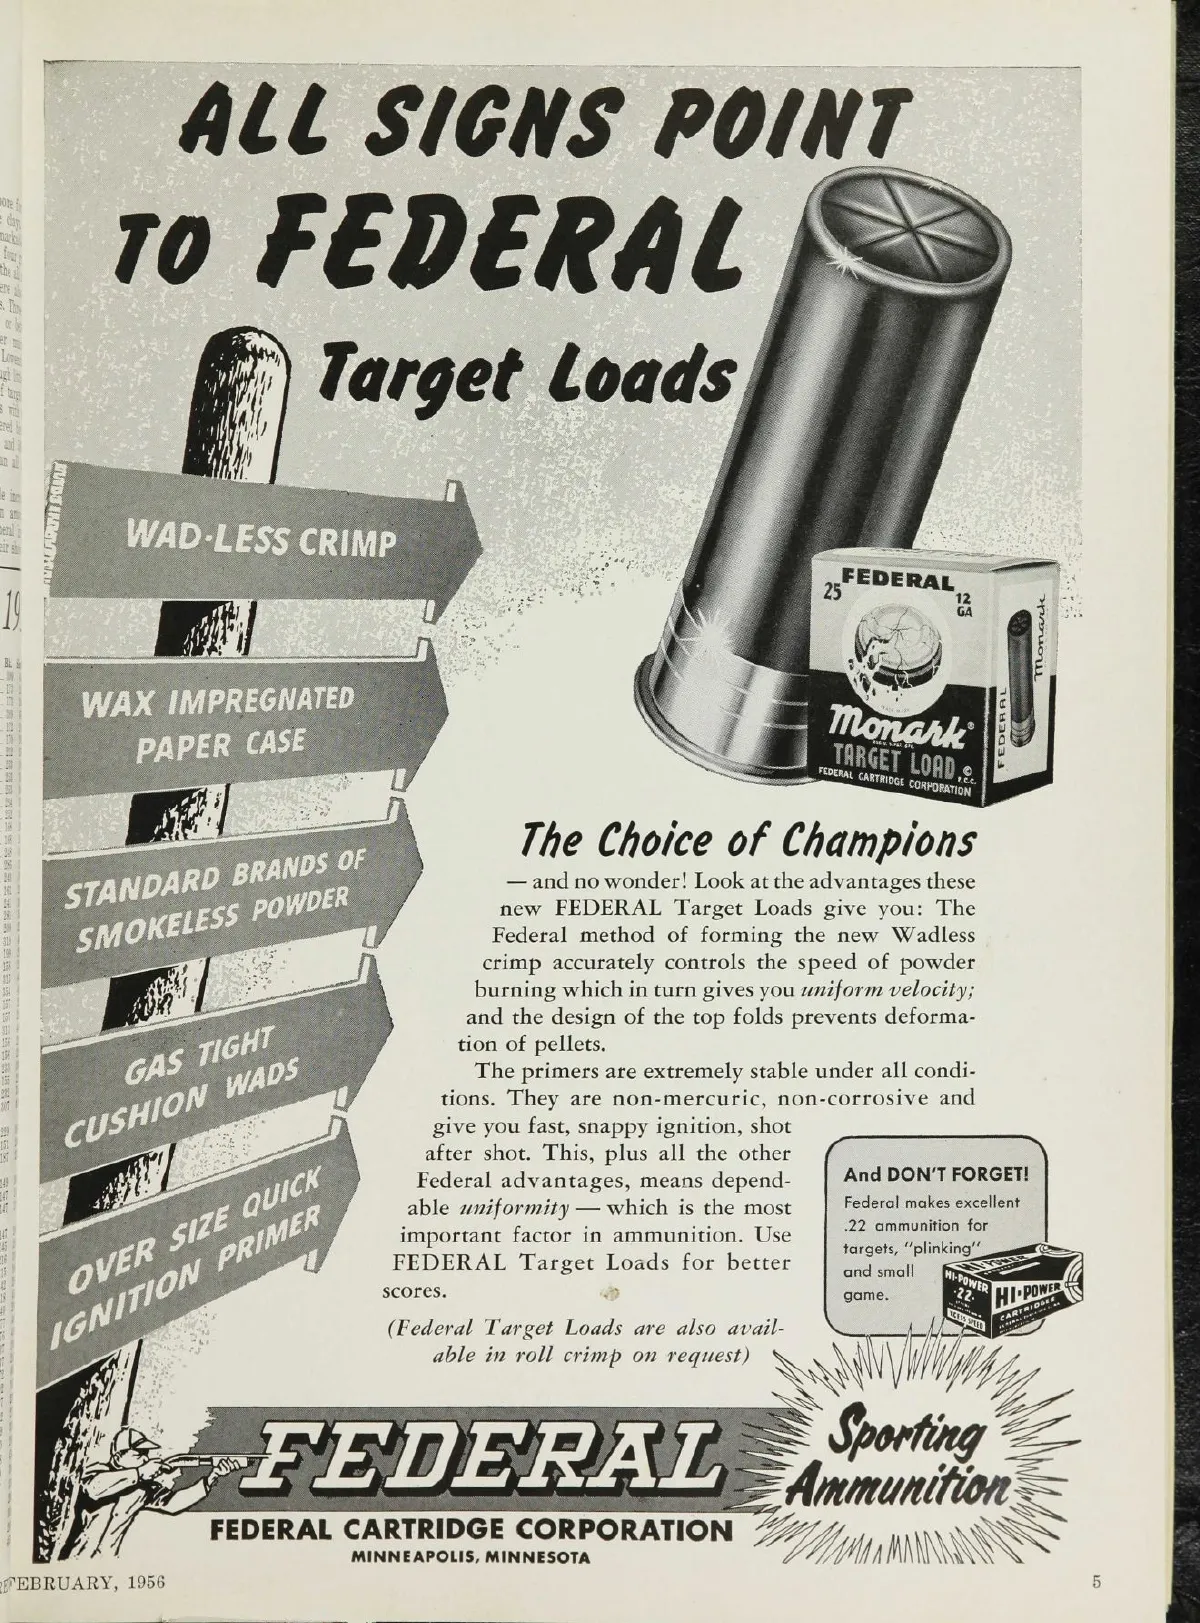 ALL SIGNS POINT
TO FEDERAL
Target Loads
WAD-LESS CRIMP
WAX IMPREGNATED
PAPER CASE
STANDARD BRANDS OF
SMOKELESS POWDER
GAS TIGHT
CUSHION WADS
OVER SIZE QUICK
IGNITION PRIMER
25 FEDERAL 12
GA
Monark®
TARGET LOAD ©
F.C.C.
FEDERAL CARTRIDGE CORPORATION
FEDERAL
Monark
The Choice of Champions
— and no wonder! Look at the advantages these
new FEDERAL Target Loads give you: The
Federal method of forming the new Wadless
crimp accurately controls the speed of powder
burning which in turn gives you uniform velocity;
and the design of the top folds prevents deforma-
tion of pellets.
The primers are extremely stable under all condi-
tions. They are non-mercuric, non-corrosive and
give you fast, snappy ignition, shot
after shot. This, plus all the other
Federal advantages, means depend-
able uniformity — which is the most
important factor in ammunition. Use
FEDERAL Target Loads for better
scores.
(Federal Target Loads are also avail-
able in roll crimp on request)
And DON'T FORGET!
Federal makes excellent
.22 ammunition for
targets, "plinking"
and small
game.
HI-POWER
HI-POWER
.22
HI-POWER
CARTRIDGES
FEDERAL
Sporting
Ammunition
FEDERAL CARTRIDGE CORPORATION
MINNEAPOLIS, MINNESOTA
FEBRUARY, 1956
5